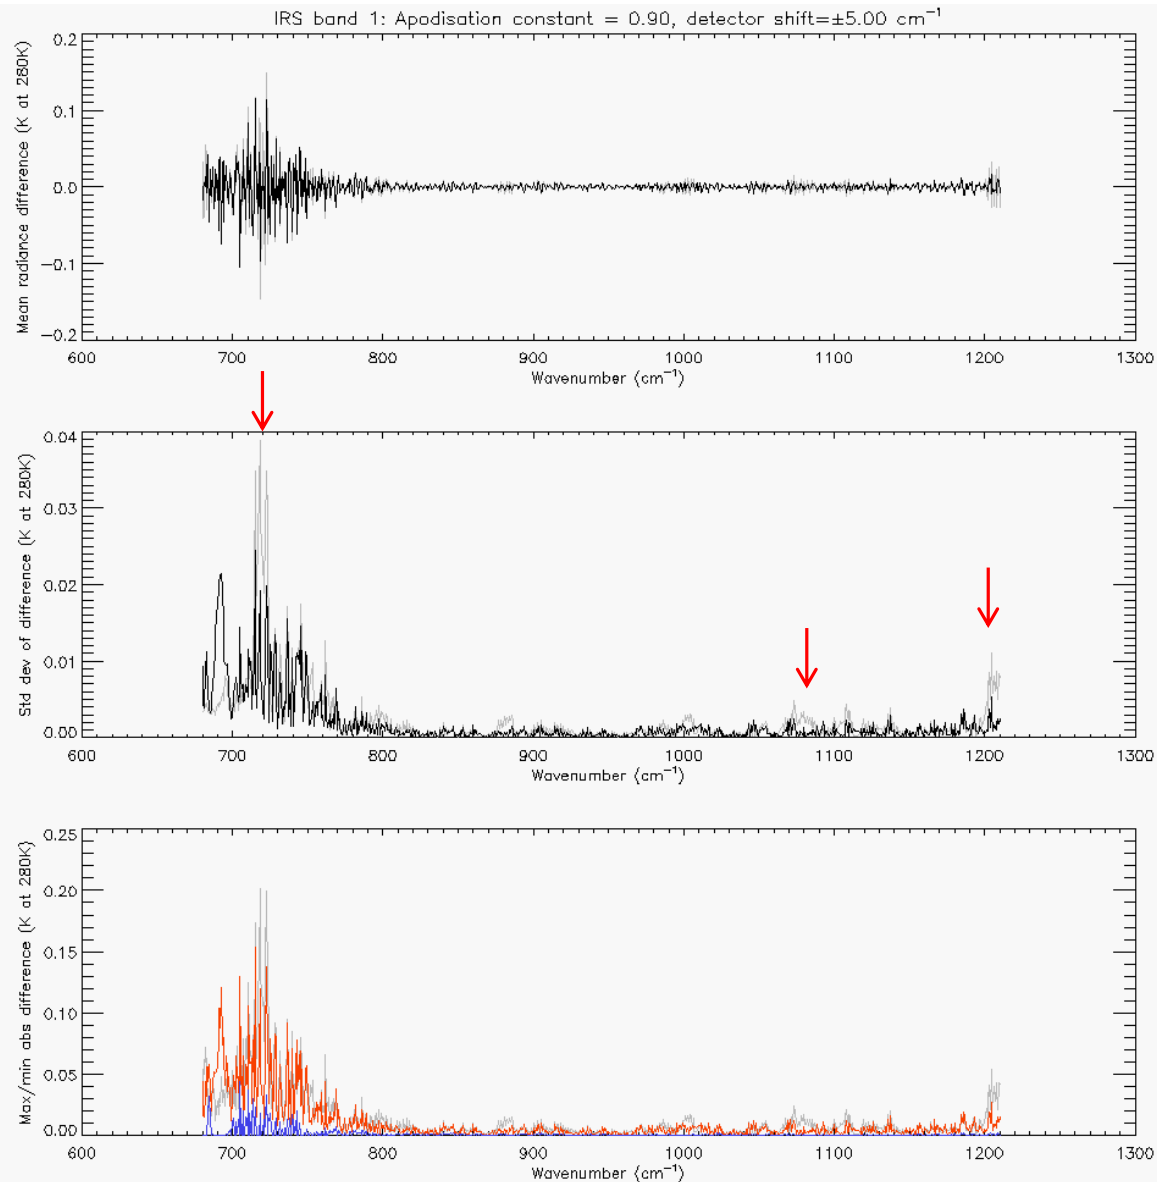 IRS band 1: Apodisation constant = 0.90, detector shift=±5.00 cm⁻¹
Mean radiance difference (K at 280K)
0.2
0.1
0.0
−0.1
−0.2
600 700 800 900 1000 1100 1200 1300
Wavenumber (cm⁻¹)
Std dev of difference (K at 280K)
0.04
0.03
0.02
0.01
0.00
600 700 800 900 1000 1100 1200 1300
Wavenumber (cm⁻¹)
Max/min abs difference (K at 280K)
0.25
0.20
0.15
0.10
0.05
0.00
600 700 800 900 1000 1100 1200 1300
Wavenumber (cm⁻¹)